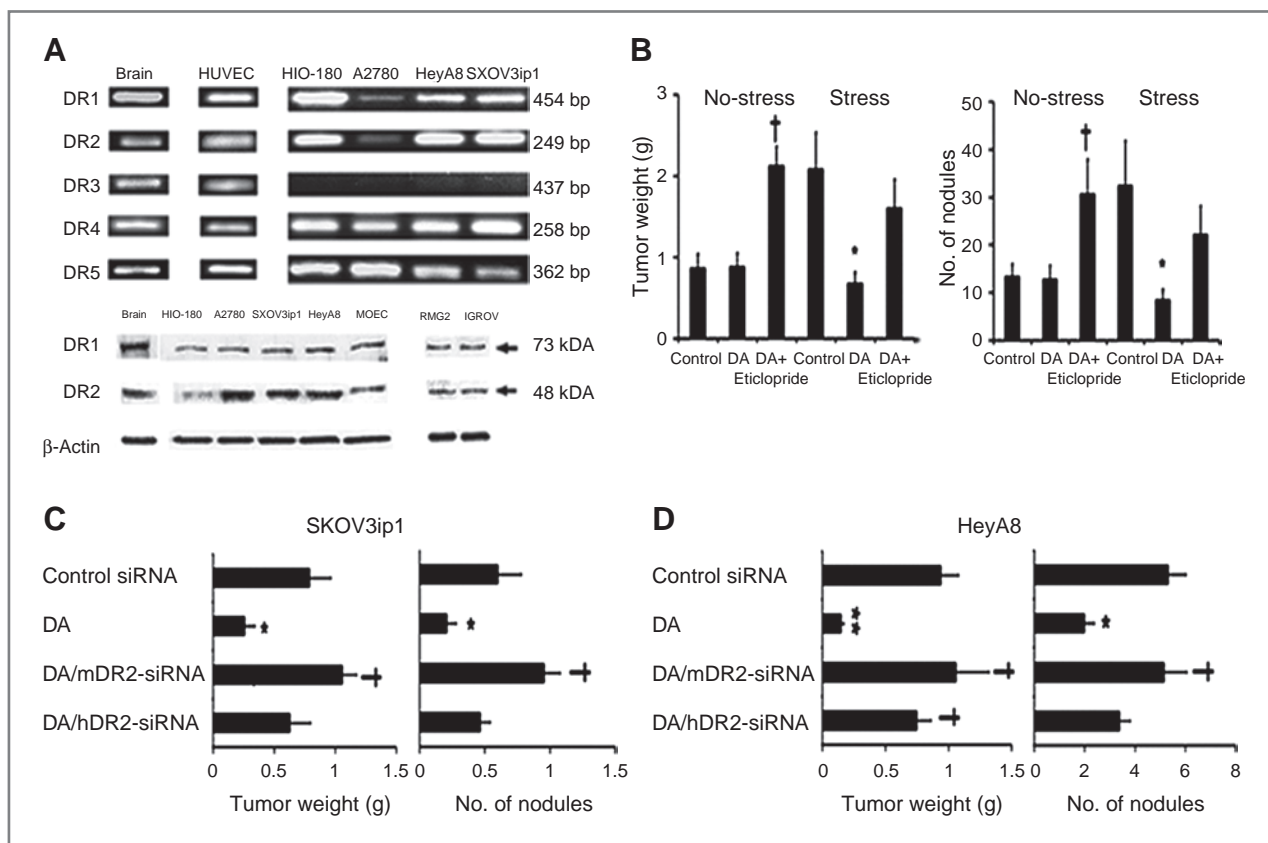 A
Brain HUVEC HIO-180 A2780 HeyA8 SXOV3ip1
DR1 454 bp
DR2 249 bp
DR3 437 bp
DR4 258 bp
DR5 362 bp
Brain HIO-180 A2780 SXOV3ip1 HeyA8 MOEC RMG2 IGROV
DR1 73 kDA
DR2 48 kDA
β-Actin
B
No-stress Stress
Tumor weight (g)
3
2
1
0
Control DA DA+ Control DA DA+
Eticlopride Eticlopride
No-stress Stress
No. of nodules
50
40
30
20
10
0
Control DA DA+ Control DA DA+
Eticlopride Eticlopride
C
SKOV3ip1
Control siRNA
DA *
DA/mDR2-siRNA
DA/hDR2-siRNA
0 0.5 1 1.5 0 0.5 1 1.5
Tumor weight (g) No. of nodules
D
HeyA8
Control siRNA
DA ** *
DA/mDR2-siRNA
DA/hDR2-siRNA
0 0.5 1 1.5 0 2 4 6 8
Tumor weight (g) No. of nodules